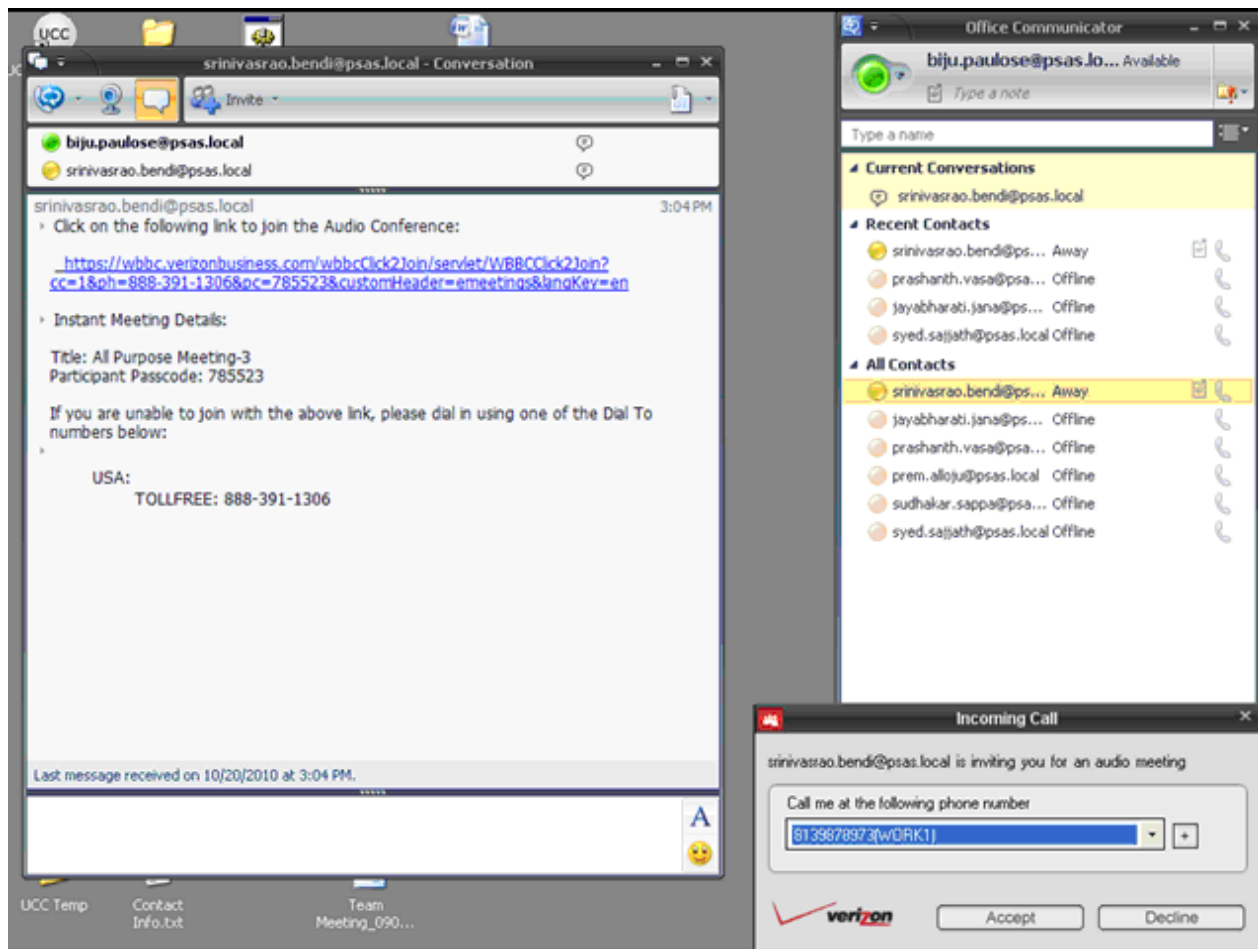 UCC
srinivasrao.bendi@psas.local - Conversation
Invite
biju.paulose@psas.local
srinivasrao.bendi@psas.local
srinivasrao.bendi@psas.local 3:04 PM
Click on the following link to join the Audio Conference:
https://wbbc.verizonbusiness.com/wbbcClick2Join/servlet/WBBCClick2Join?
cc=1&ph=888-391-1306&pc=785523&customHeader=emeetings&langKey=en
Instant Meeting Details:
Title: All Purpose Meeting-3
Participant Passcode: 785523
If you are unable to join with the above link, please dial in using one of the Dial To
numbers below:
USA:
TOLLFREE: 888-391-1306
Last message received on 10/20/2010 at 3:04 PM.
A
UCC Temp
Contact
Info.txt
Team
Meeting_090...
Office Communicator
biju.paulose@psas.lo... Available
Type a note
Type a name
Current Conversations
srinivasrao.bendi@psas.local
Recent Contacts
srinivasrao.bendi@ps... Away
prashanth.vasa@psa... Offline
jayabharati.jana@ps... Offline
syed.sajjath@psas.local Offline
All Contacts
srinivasrao.bendi@ps... Away
jayabharati.jana@ps... Offline
prashanth.vasa@psa... Offline
prem.alloju@psas.local Offline
sudhakar.sappa@psa... Offline
syed.sajjath@psas.local Offline
Incoming Call
srinivasrao.bendi@psas.local is inviting you for an audio meeting
Call me at the following phone number
8139878973(WORK1)
+
verizon
Accept
Decline